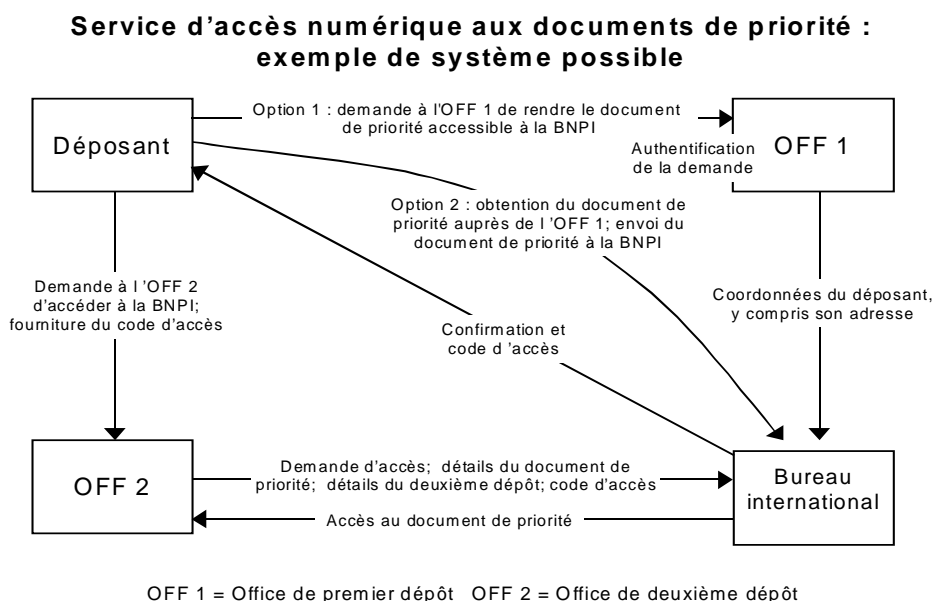 Service d'accès numérique aux documents de priorité :
exemple de système possible
Déposant
Option 1 : demande à l'OFF 1 de rendre le document
de priorité accessible à la BNPI
OFF 1
Authentification
de la demande
Option 2 : obtention du document de
priorité auprès de l 'OFF 1; envoi du
document de priorité à la BNPI
Demande à l 'OFF 2
d'accéder à la BNPI;
fourniture du code d'accès
Coordonnées du déposant,
y compris son adresse
Confirmation et
code d 'accès
OFF 2
Demande d'accès; détails du document de
priorité; détails du deuxième dépôt; code d'accès
Accès au document de priorité
Bureau
international
OFF 1 = Office de premier dépôt OFF 2 = Office de deuxième dépôt